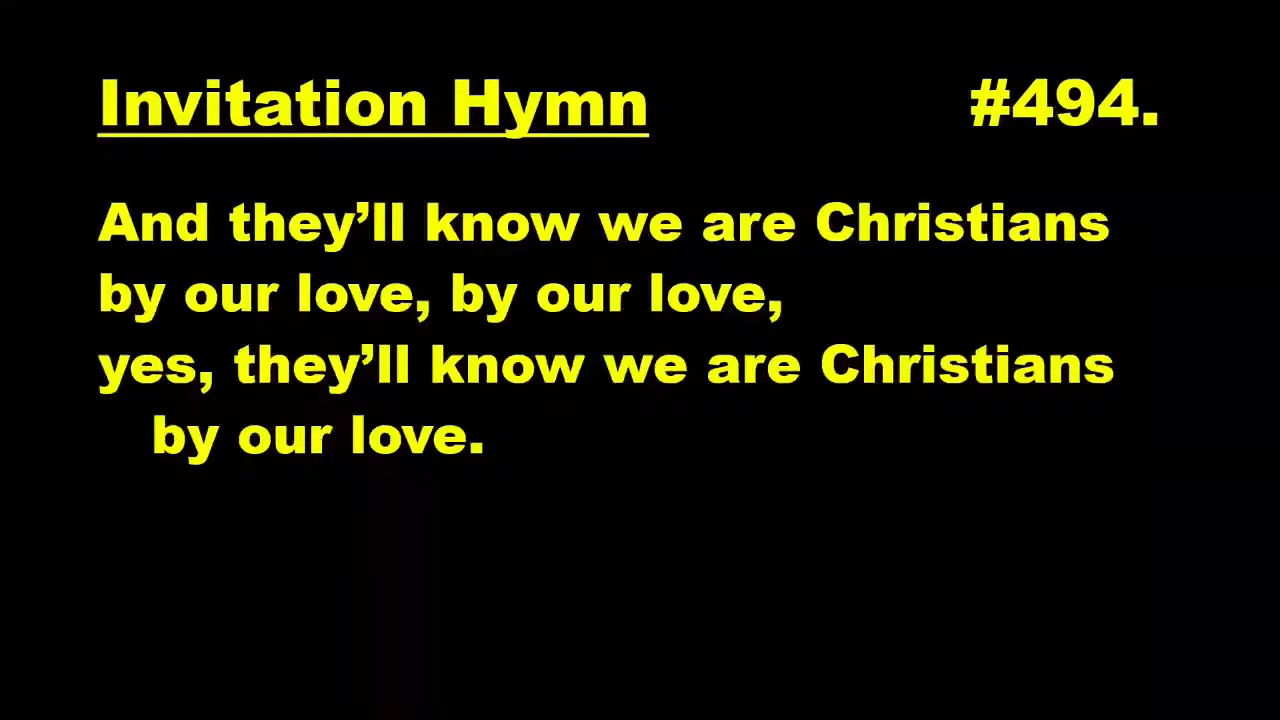 Invitation Hymn #494.
And they’ll know we are Christians
by our love, by our love,
yes, they’ll know we are Christians
by our love.